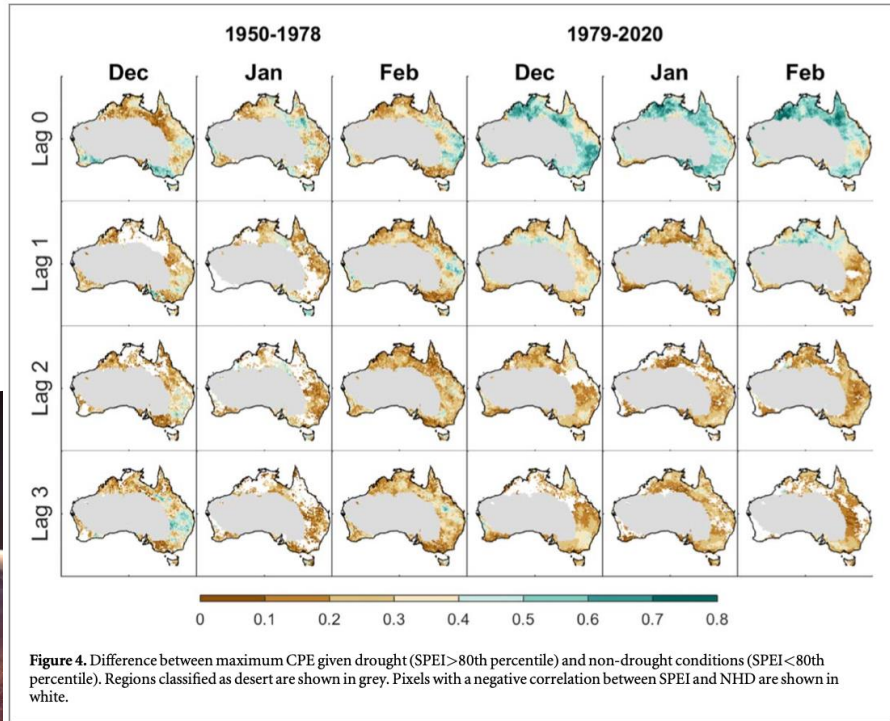 1950-1978 1979-2020
Dec Jan Feb Dec Jan Feb
Lag 0
Lag 1
Lag 2
Lag 3
0 0.1 0.2 0.3 0.4 0.5 0.6 0.7 0.8
Figure 4. Difference between maximum CPE given drought (SPEI>80th percentile) and non-drought conditions (SPEI<80th
percentile). Regions classified as desert are shown in grey. Pixels with a negative correlation between SPEI and NHD are shown in
white.